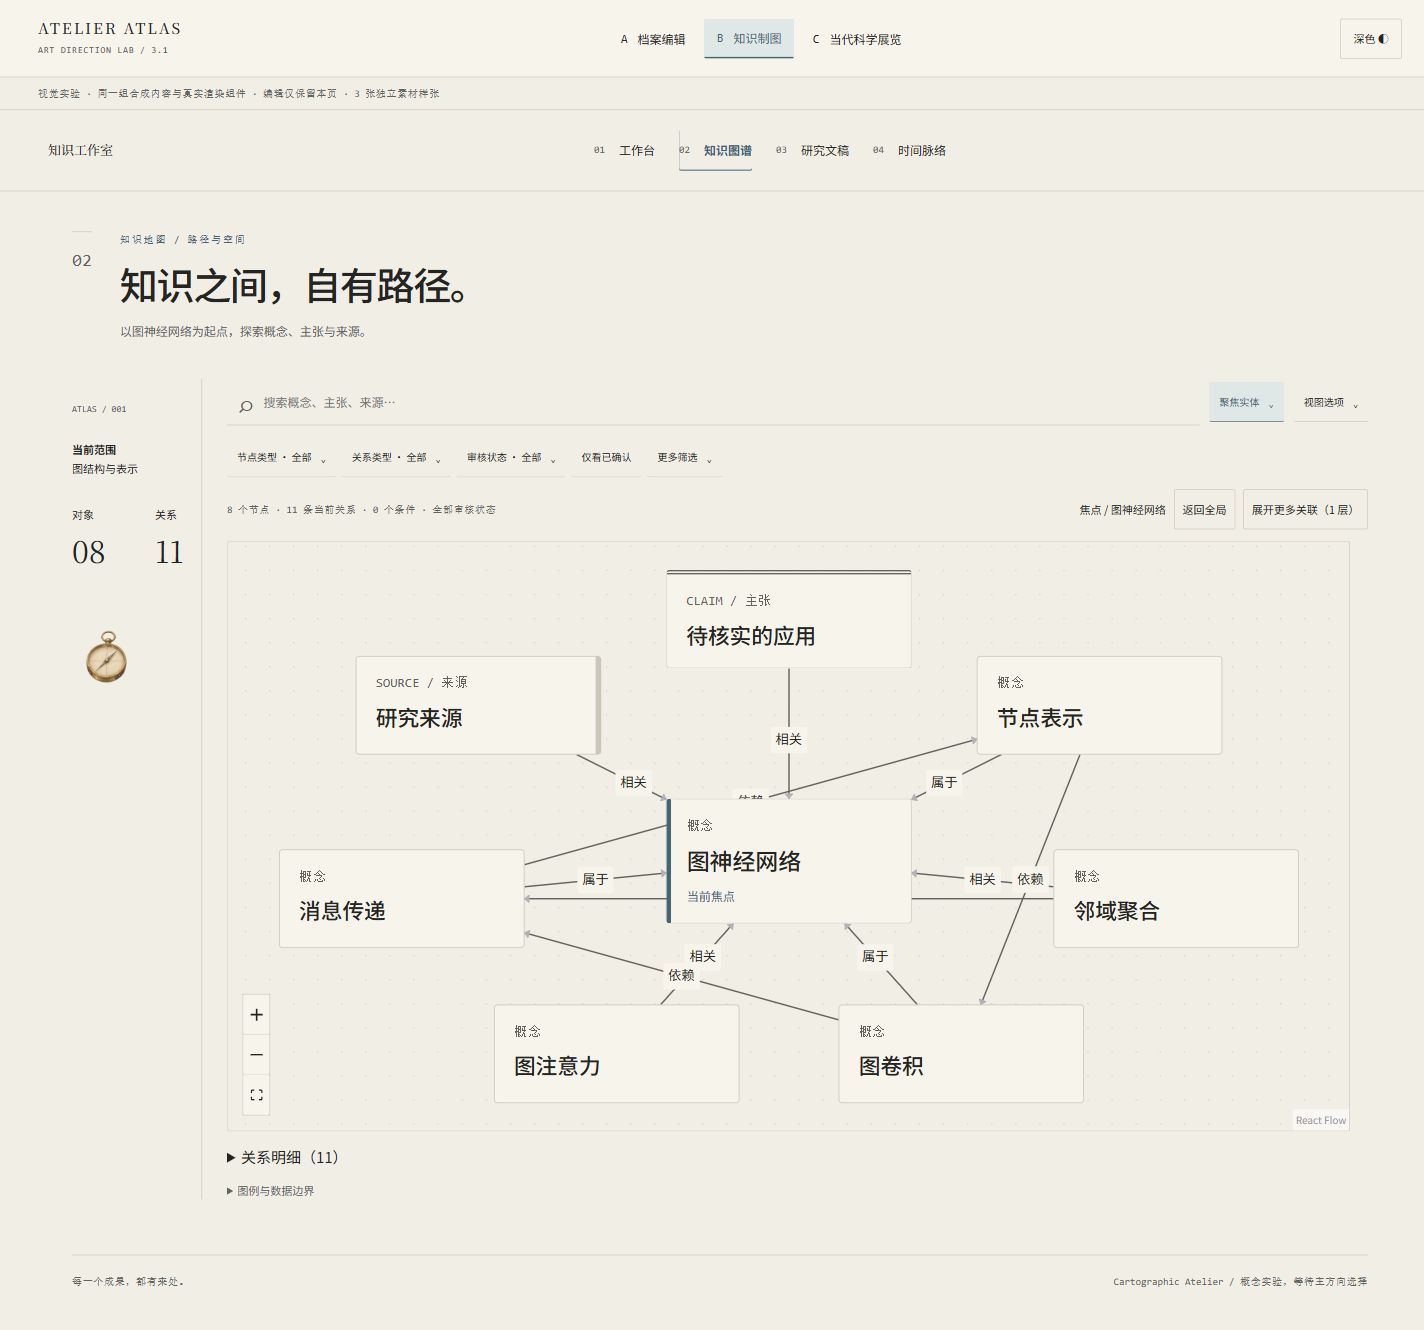 ATELIER ATLAS
ART DIRECTION LAB / 3.1
A 档案编辑
B 知识制图
C 当代科学展览
深色
视觉实验 · 同一组合成内容与真实渲染组件 · 编辑仅保留本页 · 3 张独立素材样张
知识工作室
01 工作台
02 知识图谱
03 研究文稿
04 时间脉络
02
知识地图 / 路径与空间
知识之间，自有路径。
以图神经网络为起点，探索概念、主张与来源。
ATLAS / 001
当前范围
图结构与表示
对象 关系
08 11
搜索概念、主张、来源…
聚焦实体
视图选项
节点类型 · 全部
关系类型 · 全部
审核状态 · 全部
仅看已确认
更多筛选
8 个节点 · 11 条当前关系 · 0 个条件 · 全部审核状态
焦点 / 图神经网络
返回全局
展开更多关联（1 层）
CLAIM / 主张
待核实的应用
SOURCE / 来源
研究来源
概念
节点表示
相关
相关
属于
依赖
概念
图神经网络
当前焦点
概念
消息传递
属于
相关
依赖
概念
邻域聚合
相关
依赖
属于
概念
图注意力
概念
图卷积
React Flow
关系明细（11）
图例与数据边界
每一个成果，都有来处。
Cartographic Atelier / 概念实验，等待主方向选择